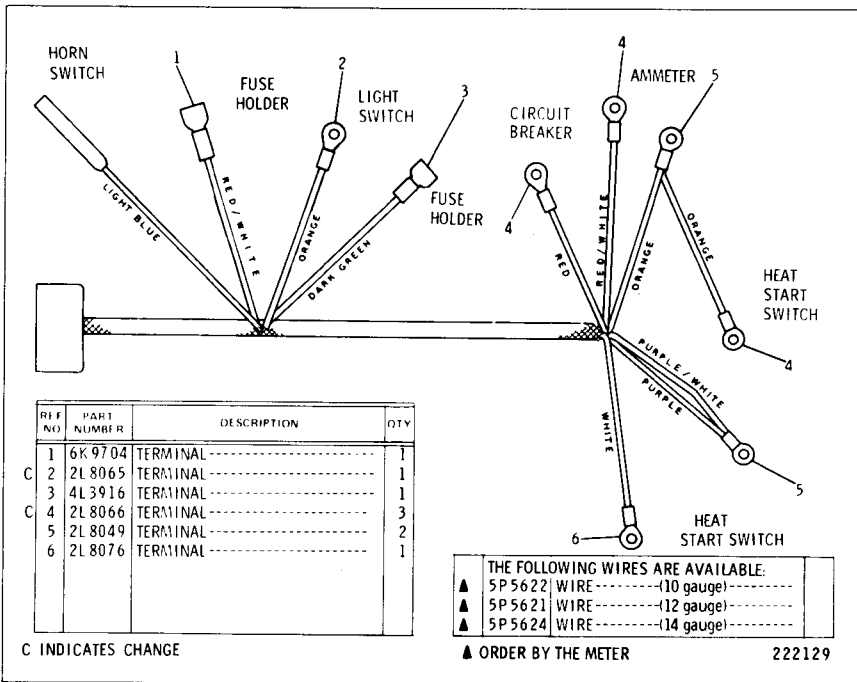 HORN
SWITCH
1
FUSE
HOLDER
2
LIGHT
SWITCH
3
FUSE
HOLDER
CIRCUIT
BREAKER
4
4
AMMETER
5
LIGHT BLUE
RED/WHITE
ORANGE
DARK GREEN
RED
RED/WHITE
ORANGE
ORANGE
HEAT
START
SWITCH
4
PURPLE/WHITE
PURPLE
WHITE
5
6
HEAT
START SWITCH
REF NO PART NUMBER DESCRIPTION QTY
1 6K9704 TERMINAL 1
C 2 2L8065 TERMINAL 1
3 4L3916 TERMINAL 1
C 4 2L8066 TERMINAL 3
5 2L8049 TERMINAL 2
6 2L8076 TERMINAL 1
C INDICATES CHANGE
THE FOLLOWING WIRES ARE AVAILABLE:
▲ 5P5622 WIRE--------(10 gauge)-------
▲ 5P5621 WIRE--------(12 gauge)-------
▲ 5P5624 WIRE--------(14 gauge)-------
▲ ORDER BY THE METER
222129